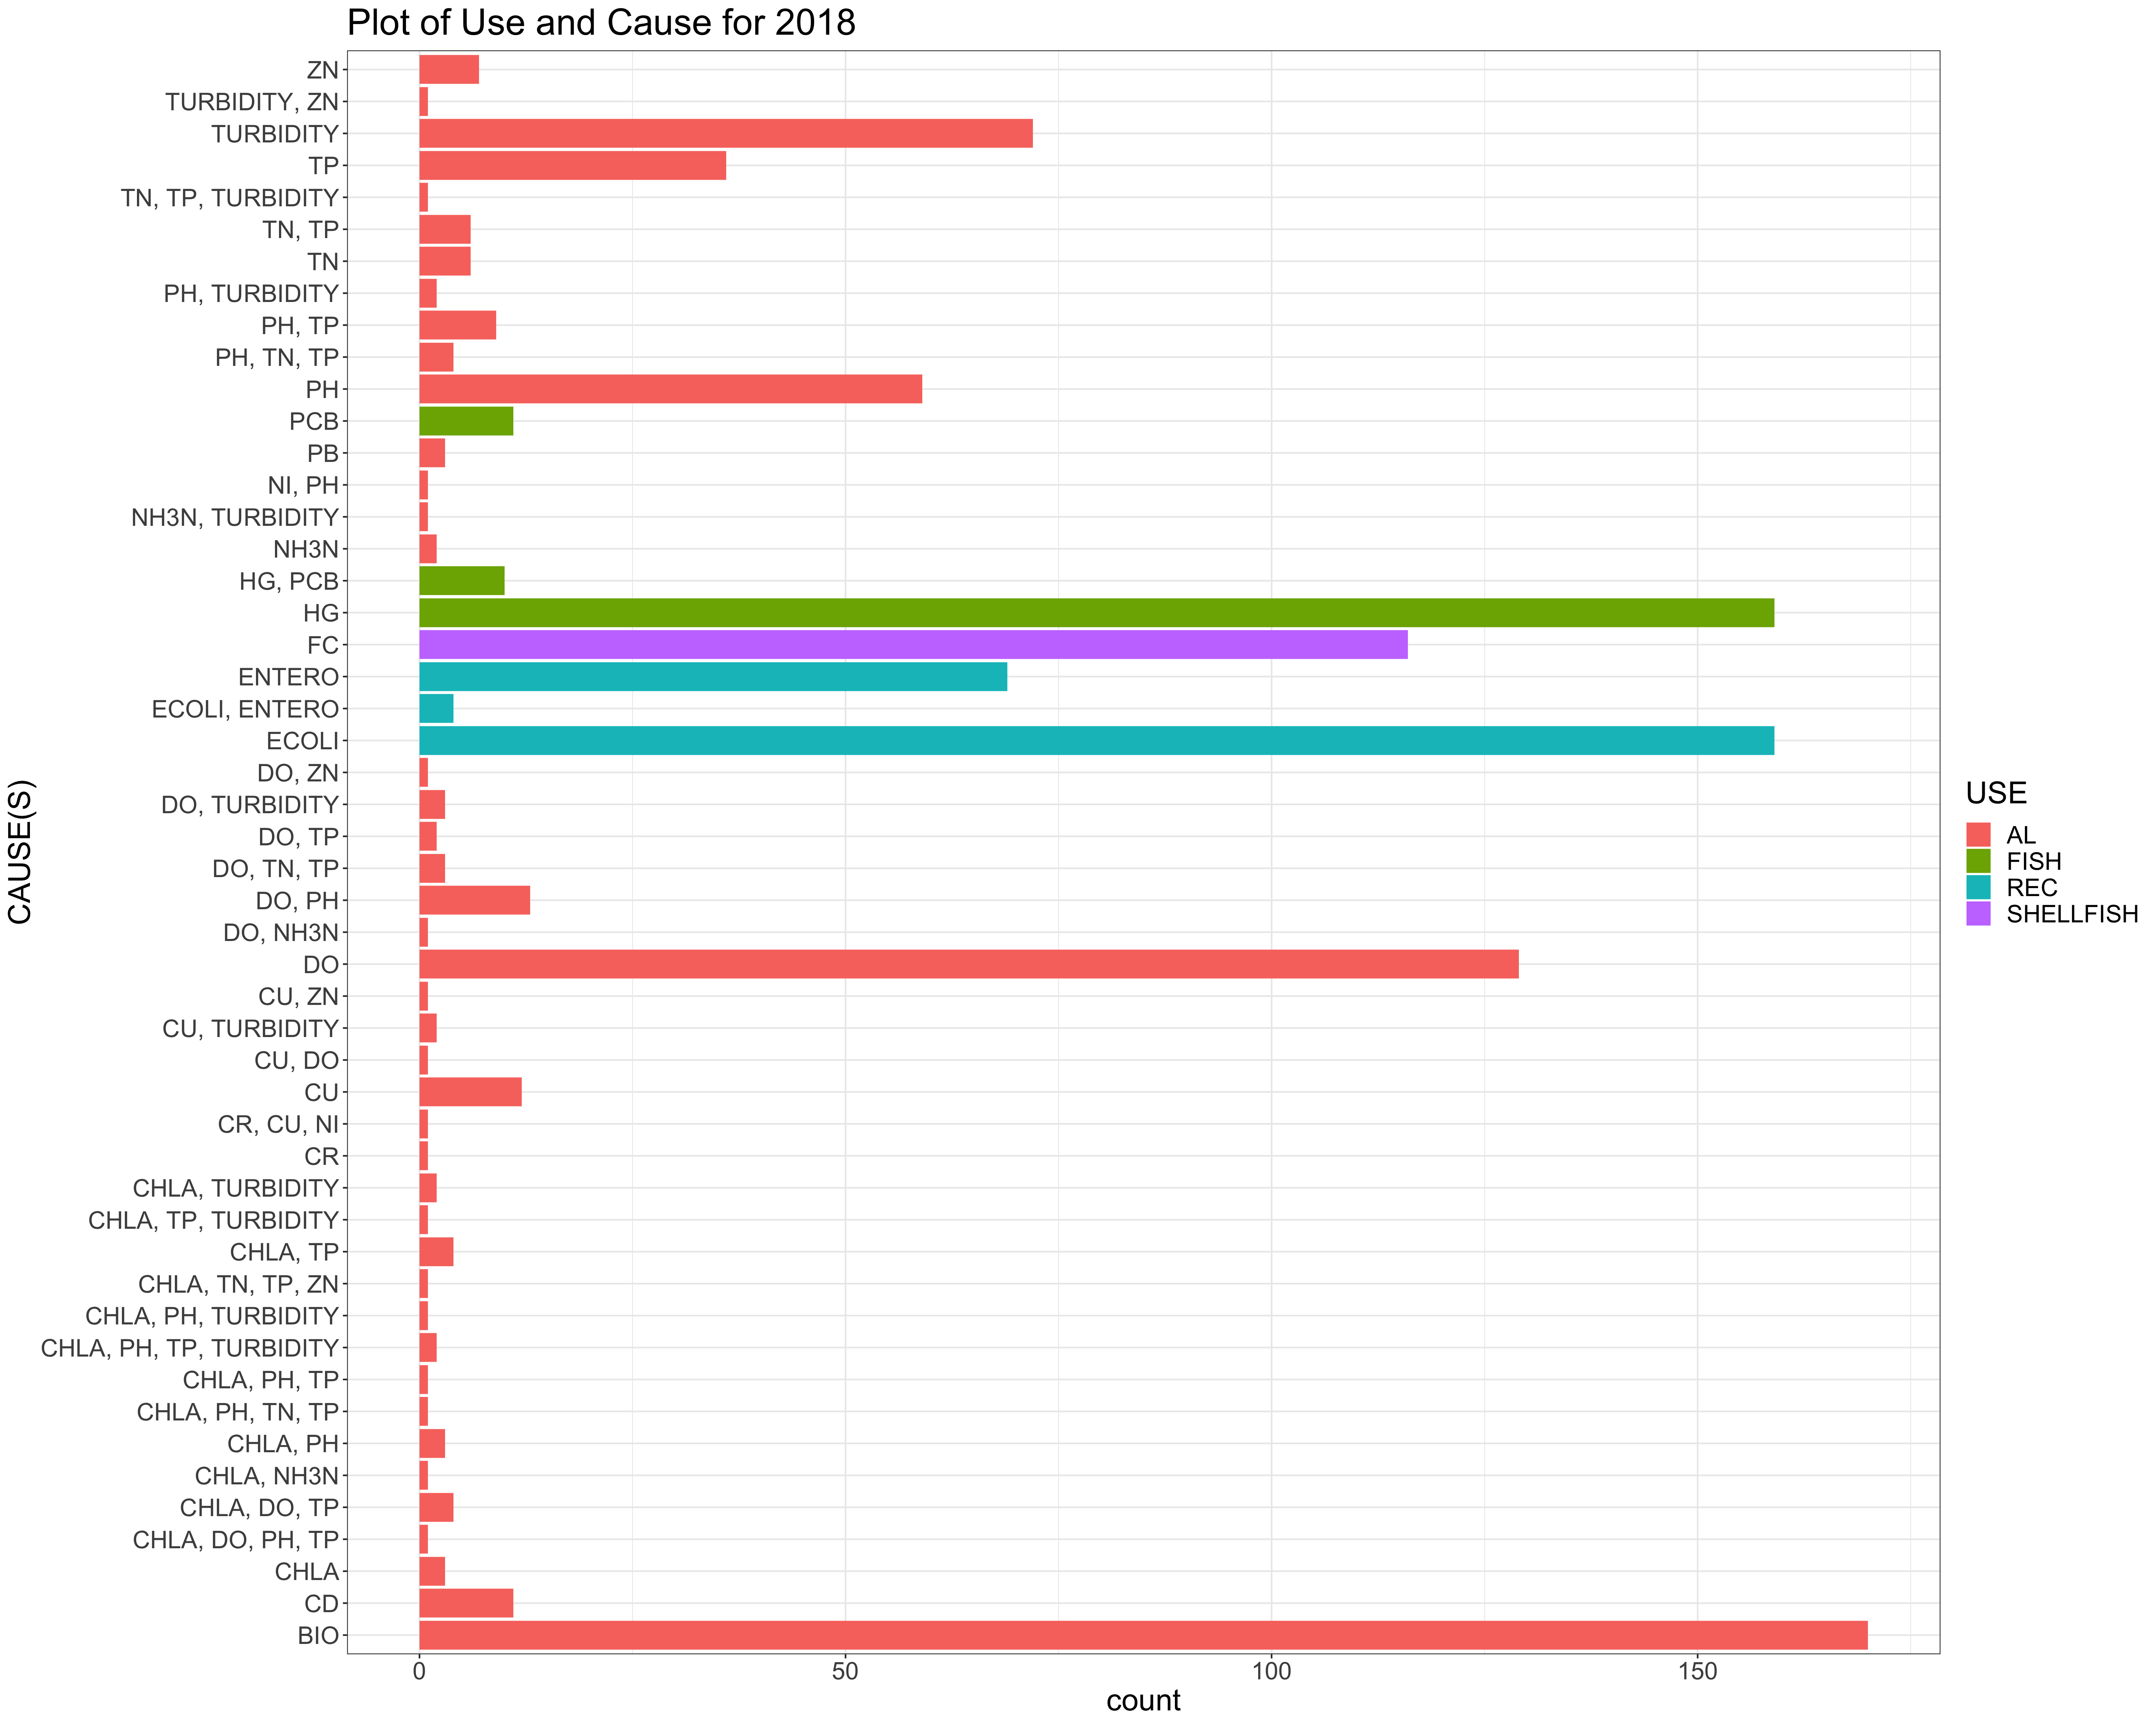 Plot of Use and Cause for 2018
ZN
TURBIDITY, ZN
TURBIDITY
TP
TN, TP, TURBIDITY
TN, TP
TN
PH, TURBIDITY
PH, TP
PH, TN, TP
PH
PCB
PB
NI, PH
NH3N, TURBIDITY
NH3N
HG, PCB
HG
FC
ENTERO
ECOLI, ENTERO
ECOLI
DO, ZN
DO, TURBIDITY
DO, TP
DO, TN, TP
DO, PH
DO, NH3N
DO
CU, ZN
CU, TURBIDITY
CU, DO
CU
CR, CU, NI
CR
CHLA, TURBIDITY
CHLA, TP, TURBIDITY
CHLA, TP
CHLA, TN, TP, ZN
CHLA, PH, TURBIDITY
CHLA, PH, TP, TURBIDITY
CHLA, PH, TP
CHLA, PH, TN, TP
CHLA, PH
CHLA, NH3N
CHLA, DO, TP
CHLA, DO, PH, TP
CHLA
CD
BIO
CAUSE(S)
0 50 100 150
count
USE
AL
FISH
REC
SHELLFISH